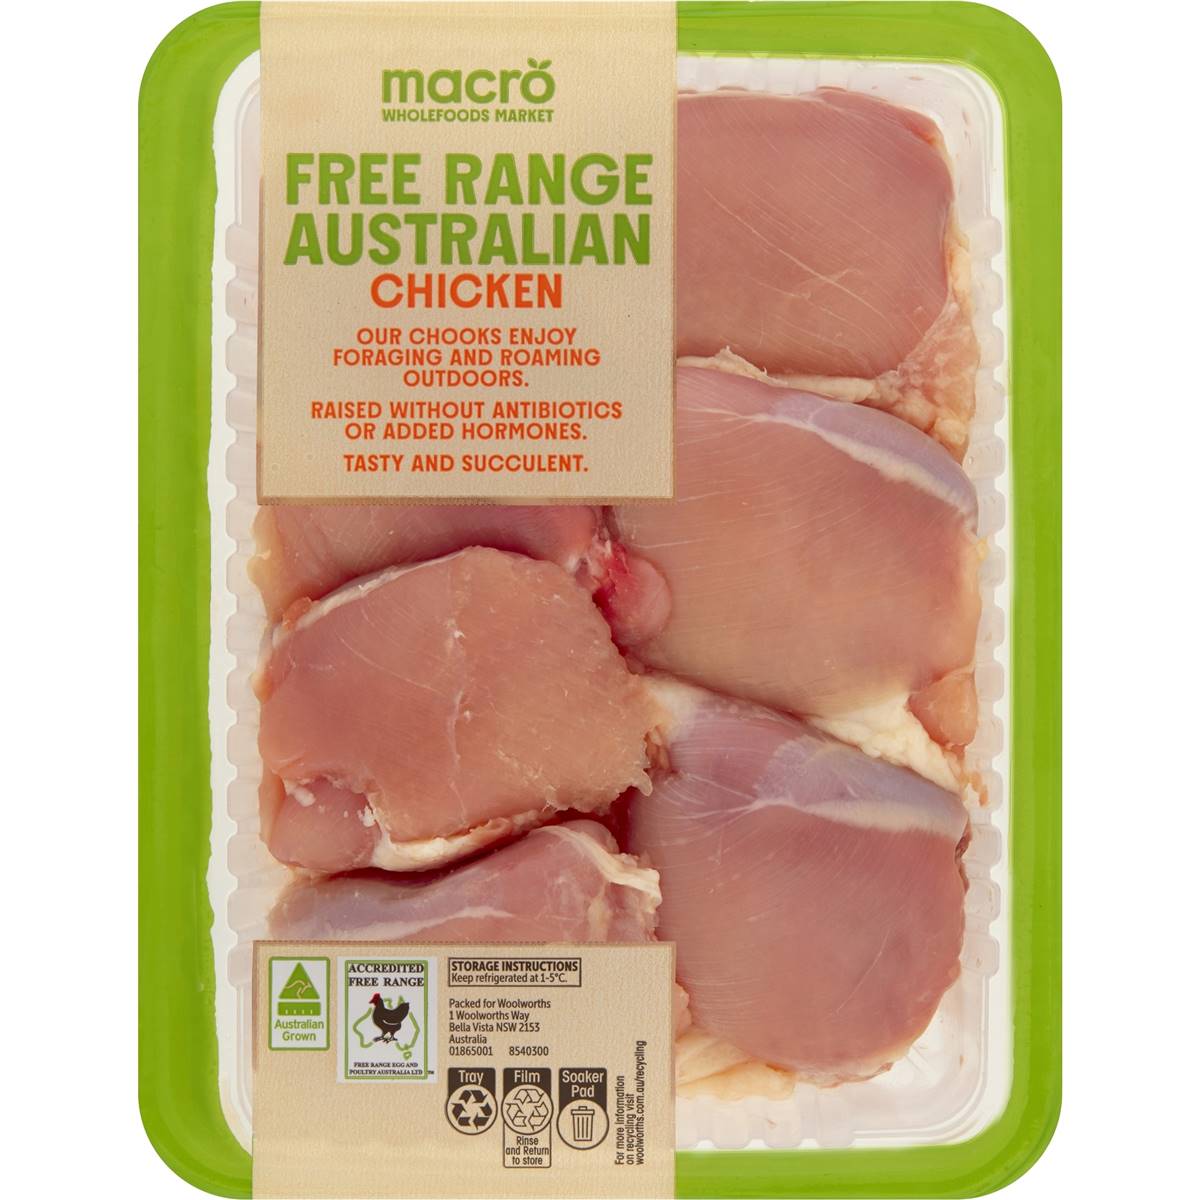 macro
WHOLEFOODS MARKET
FREE RANGE
AUSTRALIAN
CHICKEN
OUR CHOOKS ENJOY
FORAGING AND ROAMING
OUTDOORS.
RAISED WITHOUT ANTIBIOTICS
OR ADDED HORMONES.
TASTY AND SUCCULENT.
Australian
Grown
ACCREDITED
FREE RANGE
FREE RANGE EGG AND
POULTRY AUSTRALIA LTD ™
STORAGE INSTRUCTIONS
Keep refrigerated at 1-5°C.
Packed for Woolworths
1 Woolworths Way
Bella Vista NSW 2153
Australia
01865001 8540300
Tray
Film
Rinse
and Return
to store
Soaker
Pad
For more information
on recycling visit
woolworths.com.au/recycling